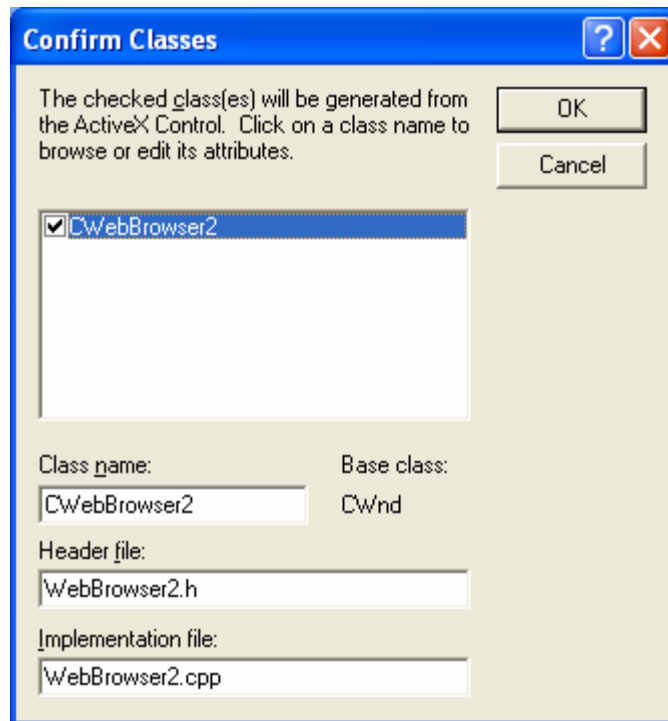 Confirm Classes
The checked class(es) will be generated from
the ActiveX Control. Click on a class name to
browse or edit its attributes.
OK
Cancel
CWebBrowser2
Class name:
Base class:
CWebBrowser2
CWnd
Header file:
WebBrowser2.h
Implementation file:
WebBrowser2.cpp